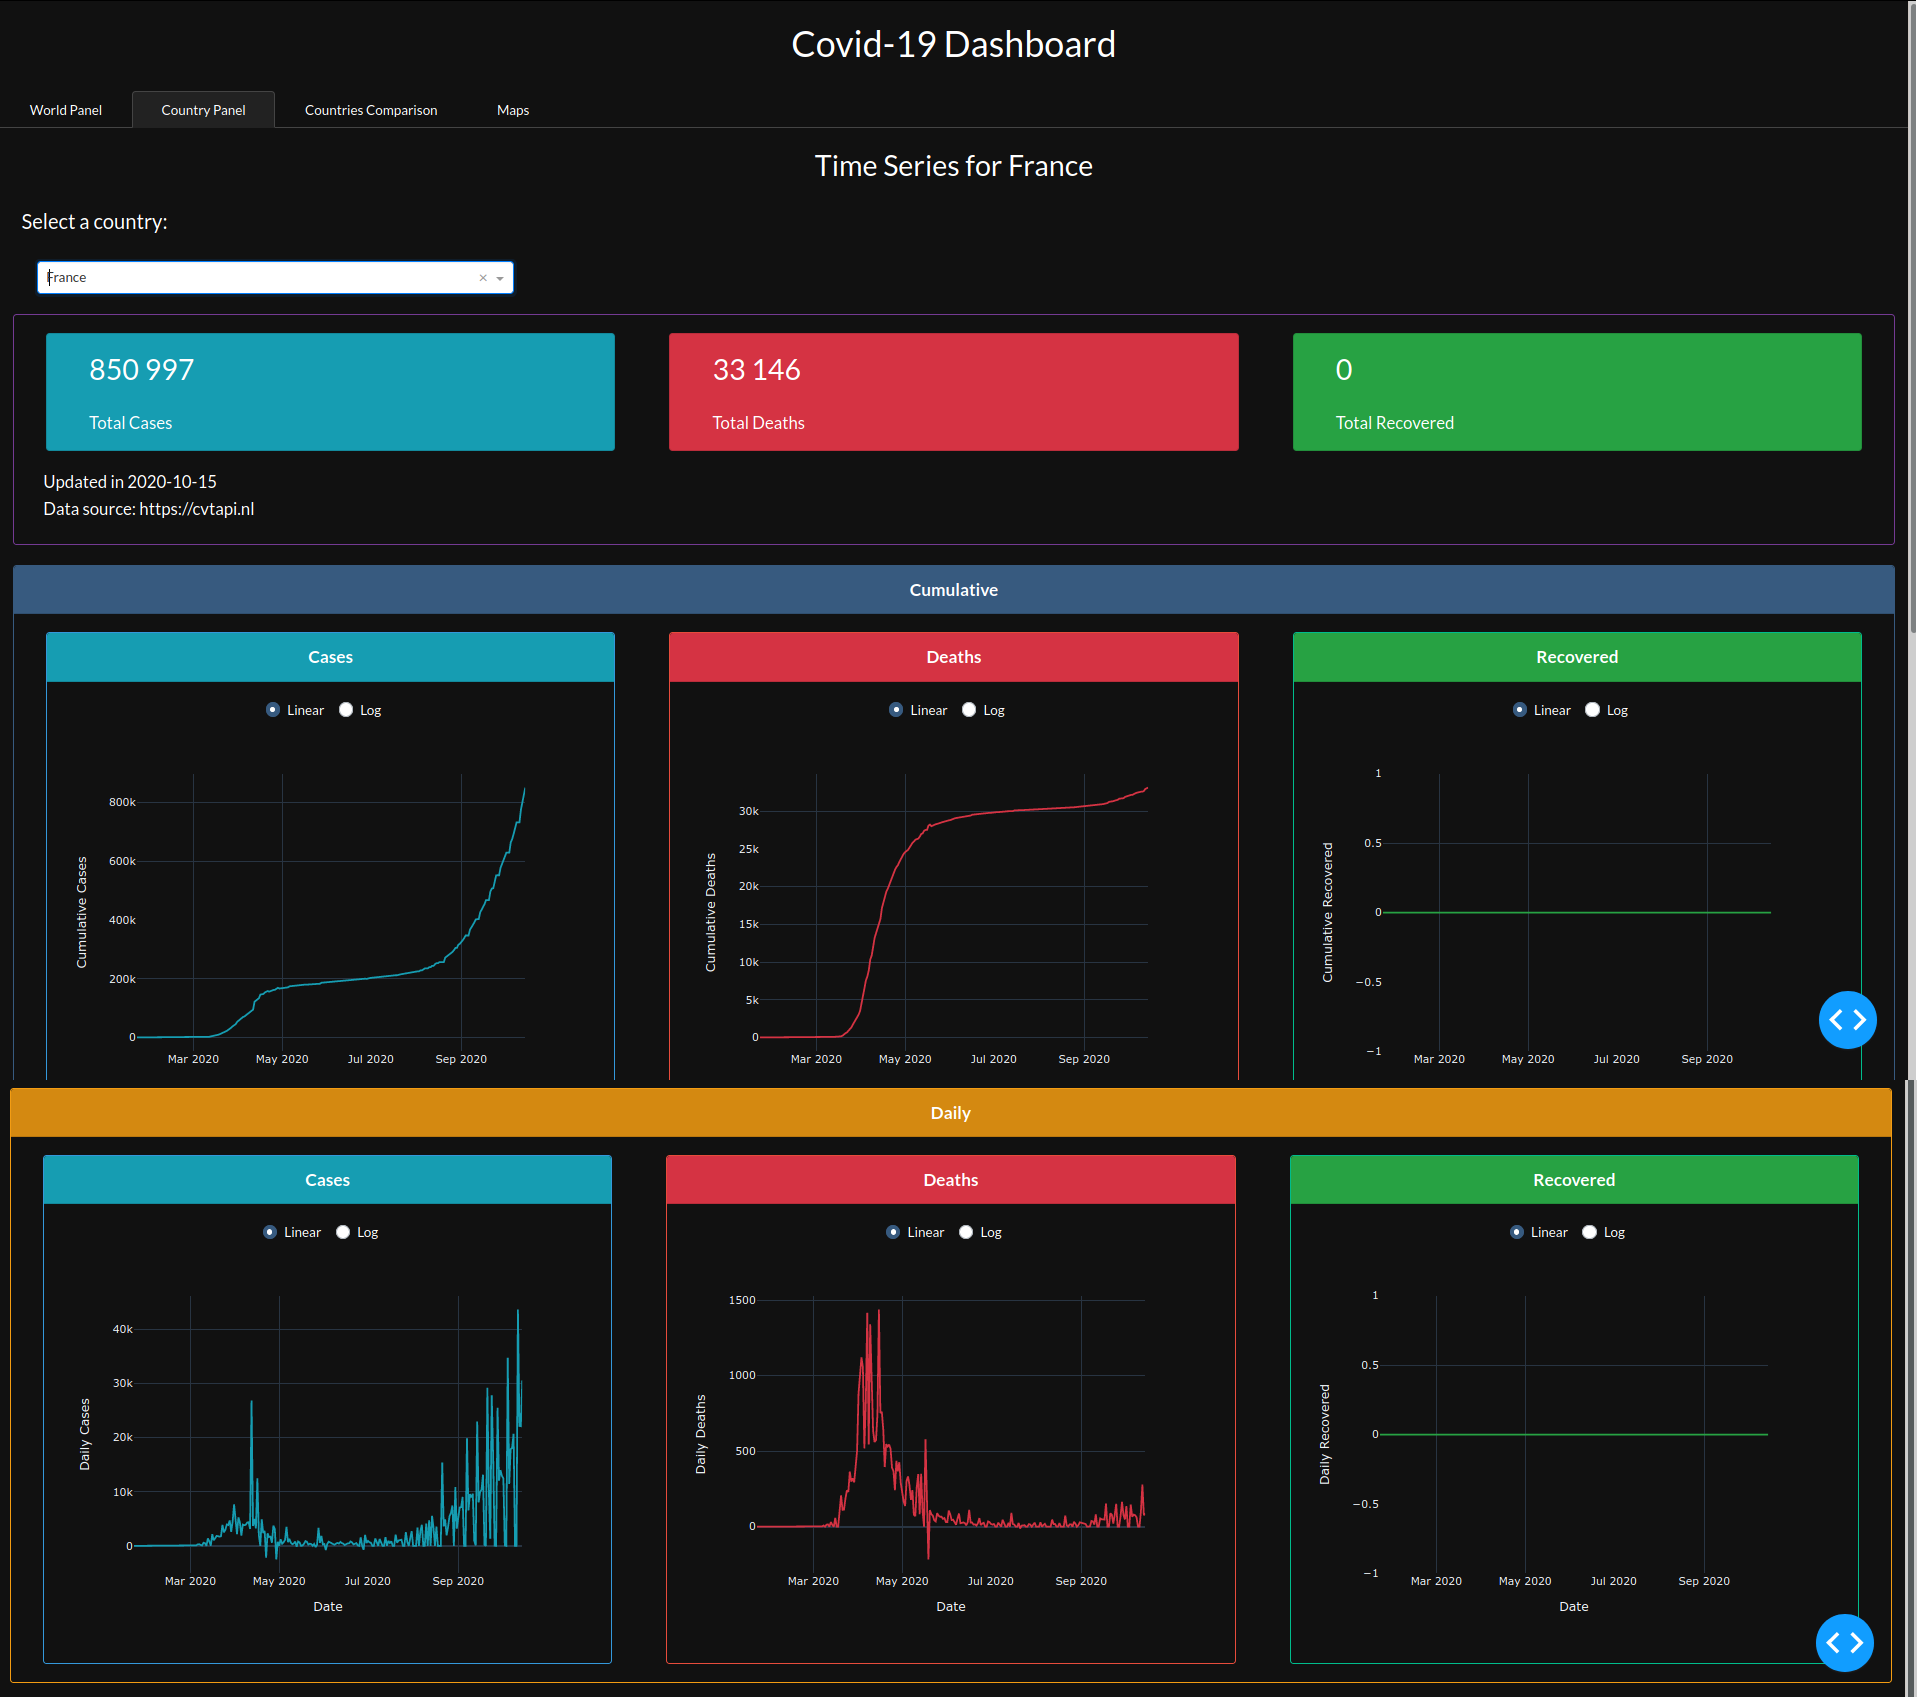 Covid-19 Dashboard
World Panel Country Panel Countries Comparison Maps
Time Series for France
Select a country:
France × 
850 997 33 146 0
Total Cases Total Deaths Total Recovered
Updated in 2020-10-15
Data source: https://cvtapi.nl
Cumulative
Cases Deaths Recovered
Linear Log Linear Log Linear Log
Cumulative Cases
800k
600k
400k
200k
0
Mar 2020 May 2020 Jul 2020 Sep 2020
Cumulative Deaths
30k
25k
20k
15k
10k
5k
0
Mar 2020 May 2020 Jul 2020 Sep 2020
Cumulative Recovered
1
0.5
0
−0.5
−1
Mar 2020 May 2020 Jul 2020 Sep 2020
Daily
Cases Deaths Recovered
Linear Log Linear Log Linear Log
Daily Cases
40k
30k
20k
10k
0
Mar 2020 May 2020 Jul 2020 Sep 2020
Date
Daily Deaths
1500
1000
500
0
Mar 2020 May 2020 Jul 2020 Sep 2020
Date
Daily Recovered
1
0.5
0
−0.5
−1
Mar 2020 May 2020 Jul 2020 Sep 2020
Date